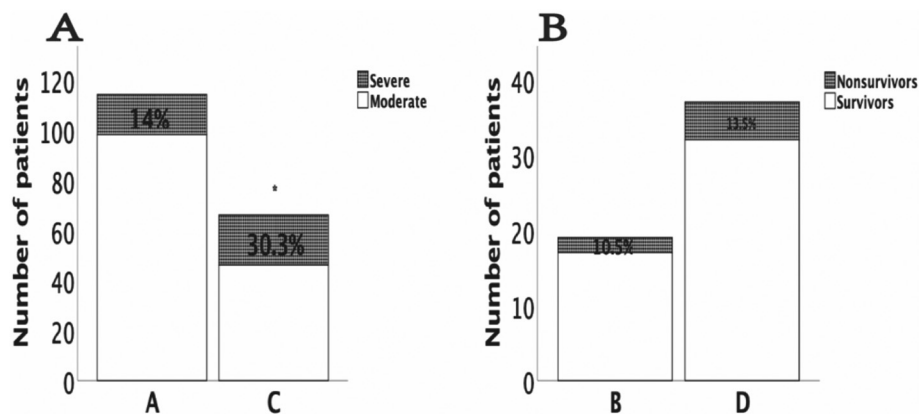 A
Number of patients
120
100
80
60
40
20
0
14%
*
30.3%
A
C
Severe
Moderate
B
Number of patients
40
30
20
10
0
10.5%
13.5%
B
D
Nonsurvivors
Survivors